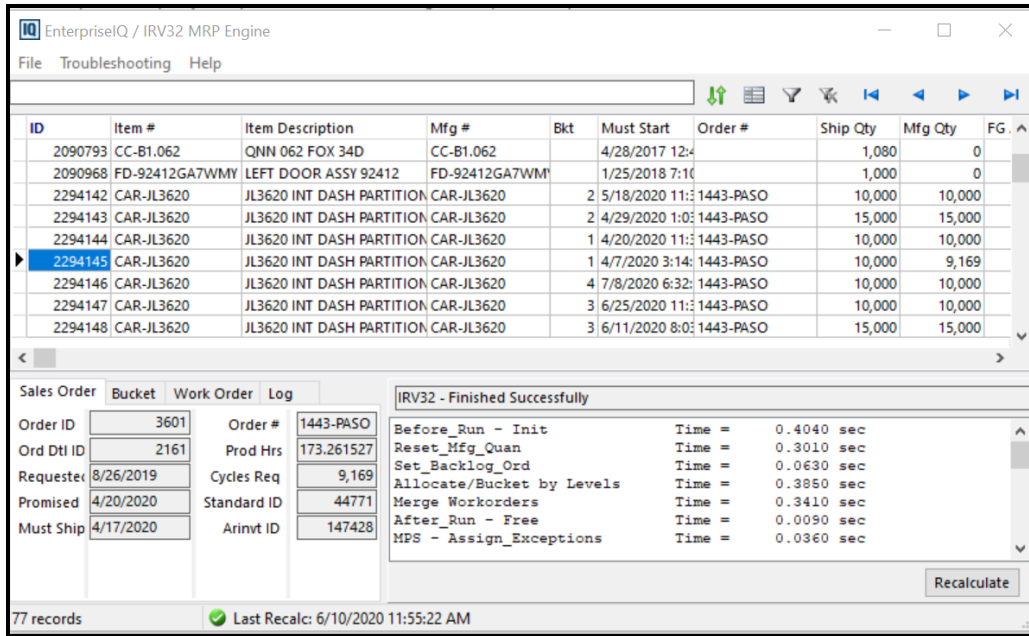 IQ EnterpriseIQ / IRV32 MRP Engine
File Troubleshooting Help
ID Item # Item Description Mfg # Bkt Must Start Order # Ship Qty Mfg Qty FG
2090793 CC-B1.062 QNN 062 FOX 34D CC-B1.062 4/28/2017 12:4 1,080 0
2090968 FD-92412GA7WMY LEFT DOOR ASSY 92412 FD-92412GA7WMY 1/25/2018 7:10 1,000 0
2294142 CAR-JL3620 JL3620 INT DASH PARTITION CAR-JL3620 2 5/18/2020 11:3 1443-PASO 10,000 10,000
2294143 CAR-JL3620 JL3620 INT DASH PARTITION CAR-JL3620 2 4/29/2020 1:03 1443-PASO 15,000 15,000
2294144 CAR-JL3620 JL3620 INT DASH PARTITION CAR-JL3620 1 4/20/2020 11:3 1443-PASO 10,000 10,000
2294145 CAR-JL3620 JL3620 INT DASH PARTITION CAR-JL3620 1 4/7/2020 3:14: 1443-PASO 10,000 9,169
2294146 CAR-JL3620 JL3620 INT DASH PARTITION CAR-JL3620 4 7/8/2020 6:32: 1443-PASO 10,000 10,000
2294147 CAR-JL3620 JL3620 INT DASH PARTITION CAR-JL3620 3 6/25/2020 11:3 1443-PASO 10,000 10,000
2294148 CAR-JL3620 JL3620 INT DASH PARTITION CAR-JL3620 3 6/11/2020 8:03 1443-PASO 15,000 15,000
Sales Order Bucket Work Order Log
Order ID 3601 Order # 1443-PASO
Ord Dtl ID 2161 Prod Hrs 173.261527
Requested 8/26/2019 Cycles Req 9,169
Promised 4/20/2020 Standard ID 44771
Must Ship 4/17/2020 Arinvt ID 147428
IRV32 - Finished Successfully
Before_Run - Init Time = 0.4040 sec
Reset_Mfg_Quan Time = 0.3010 sec
Set_Backlog_Ord Time = 0.0630 sec
Allocate/Bucket by Levels Time = 0.3850 sec
Merge Workorders Time = 0.3410 sec
After_Run - Free Time = 0.0090 sec
MPS - Assign_Exceptions Time = 0.0360 sec
Recalculate
77 records Last Recalc: 6/10/2020 11:55:22 AM